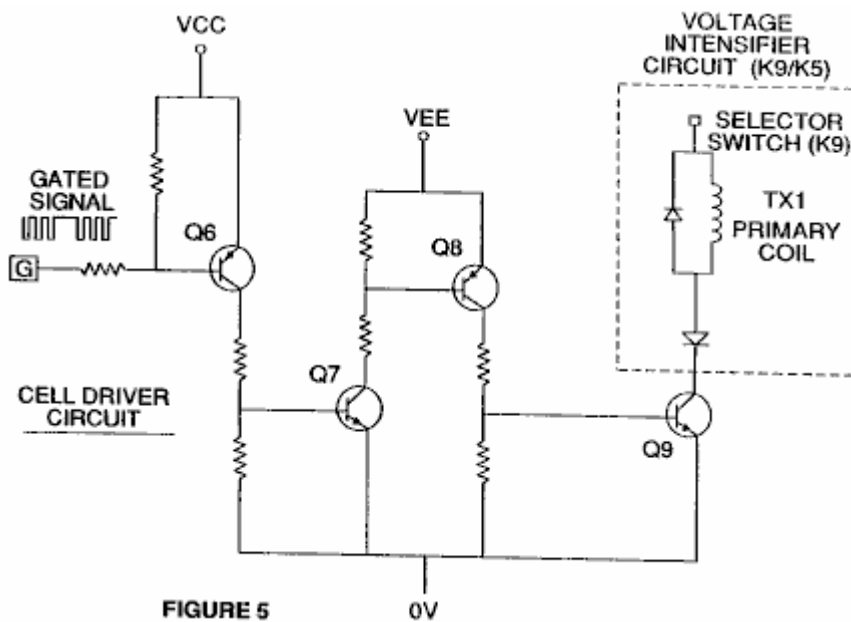 VCC
VOLTAGE
INTENSIFIER
CIRCUIT (K9/K5)
VEE
SELECTOR
SWITCH (K9)
GATED
SIGNAL
Q6
Q8
TX1
PRIMARY
COIL
G
Q7
CELL DRIVER
CIRCUIT
Q9
FIGURE 5
0V